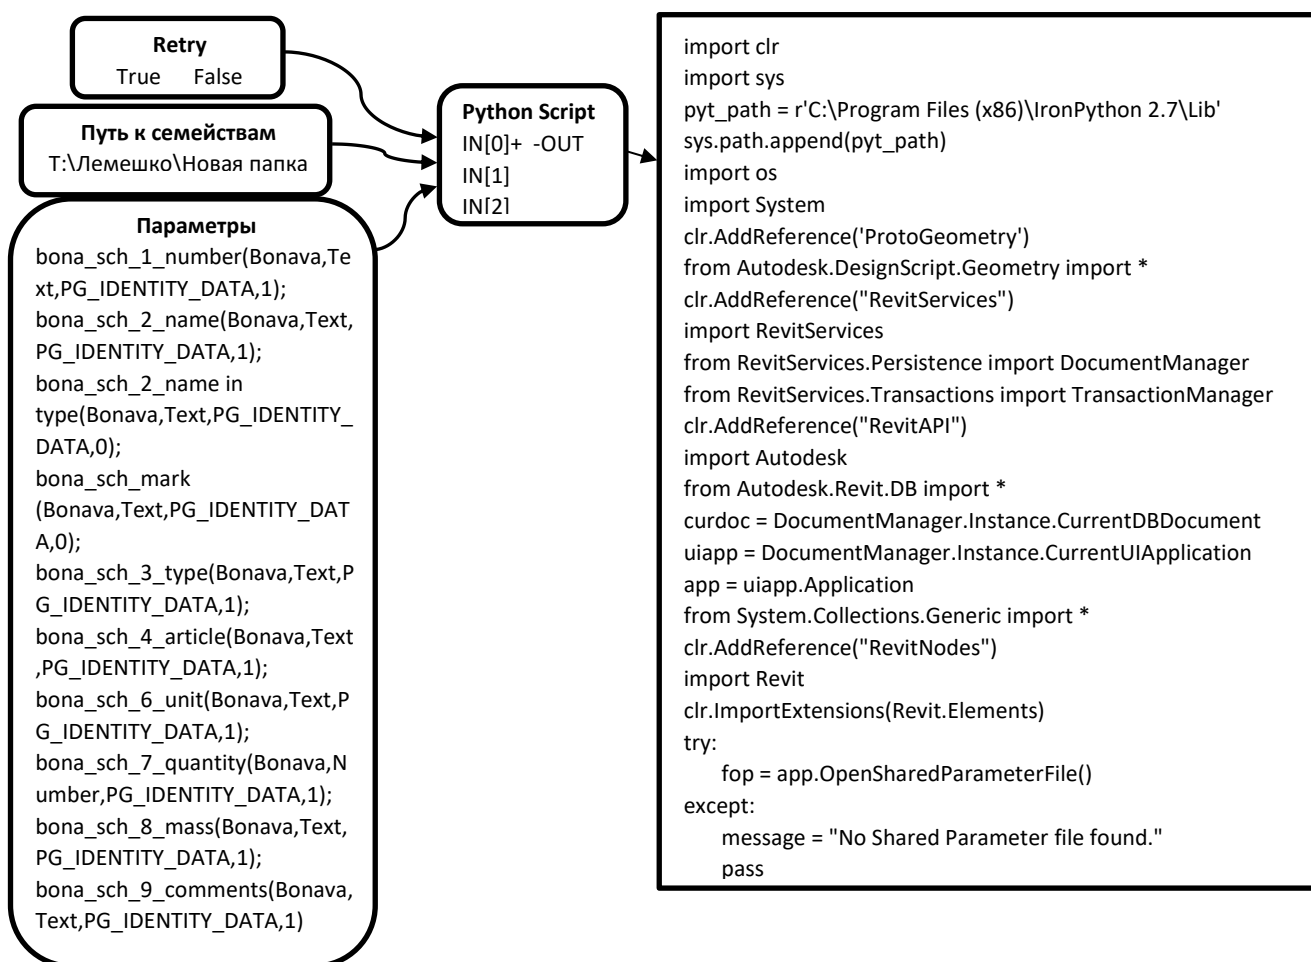 Retry
True False
Путь к семействам
T:\Лемешко\Новая папка
Параметры
bona_sch_1_number(Bonava,Te
xt,PG_IDENTITY_DATA,1);
bona_sch_2_name(Bonava,Text,
PG_IDENTITY_DATA,1);
bona_sch_2_name in
type(Bonava,Text,PG_IDENTITY_
DATA,0);
bona_sch_mark
(Bonava,Text,PG_IDENTITY_DAT
A,0);
bona_sch_3_type(Bonava,Text,P
G_IDENTITY_DATA,1);
bona_sch_4_article(Bonava,Text
,PG_IDENTITY_DATA,1);
bona_sch_6_unit(Bonava,Text,P
G_IDENTITY_DATA,1);
bona_sch_7_quantity(Bonava,N
umber,PG_IDENTITY_DATA,1);
bona_sch_8_mass(Bonava,Text,
PG_IDENTITY_DATA,1);
bona_sch_9_comments(Bonava,
Text,PG_IDENTITY_DATA,1)
Python Script
IN[0]+ -OUT
IN[1]
IN[2]
import clr
import sys
pyt_path = r'C:\Program Files (x86)\IronPython 2.7\Lib'
sys.path.append(pyt_path)
import os
import System
clr.AddReference('ProtoGeometry')
from Autodesk.DesignScript.Geometry import *
clr.AddReference("RevitServices")
import RevitServices
from RevitServices.Persistence import DocumentManager
from RevitServices.Transactions import TransactionManager
clr.AddReference("RevitAPI")
import Autodesk
from Autodesk.Revit.DB import *
curdoc = DocumentManager.Instance.CurrentDBDocument
uiapp = DocumentManager.Instance.CurrentUIApplication
app = uiapp.Application
from System.Collections.Generic import *
clr.AddReference("RevitNodes")
import Revit
clr.ImportExtensions(Revit.Elements)
try:
fop = app.OpenSharedParameterFile()
except:
message = "No Shared Parameter file found."
pass